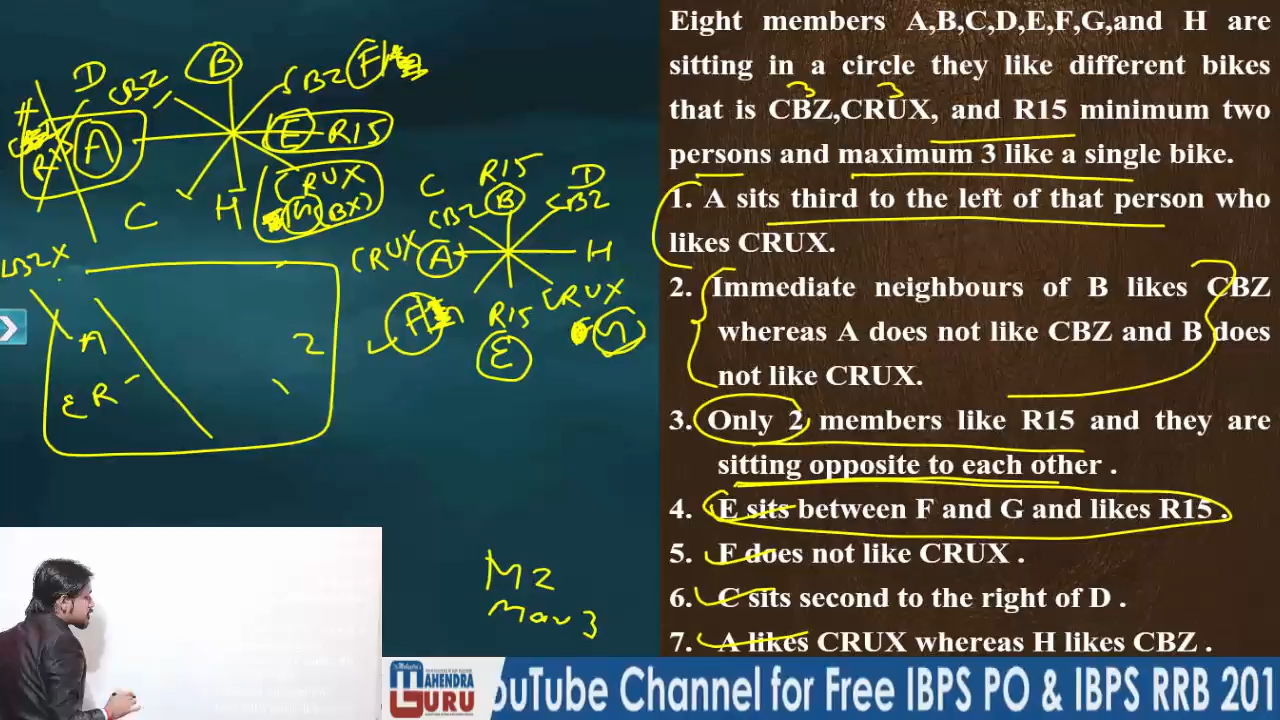 Eight members A,B,C,D,E,F,G,and H are
sitting in a circle they like different bikes
that is CBZ,CRUX, and R15 minimum two
persons and maximum 3 like a single bike.
1. A sits third to the left of that person who
likes CRUX.
2. Immediate neighbours of B likes CBZ
whereas A does not like CBZ and B does
not like CRUX.
3. Only 2 members like R15 and they are
sitting opposite to each other .
4. E sits between F and G and likes R15 .
5. F does not like CRUX .
6. C sits second to the right of D .
7. A likes CRUX whereas H likes CBZ .
D
CBZ
B
CBZ
F
A
E R15
CRUX
C
H
C
R15
D
CBZ
B
CBZ
CRUX
A
H
CRUX
R15
E
A
2
E R
M2
Max 3
MAHENDRA
GURU
ouTube Channel for Free IBPS PO & IBPS RRB 201